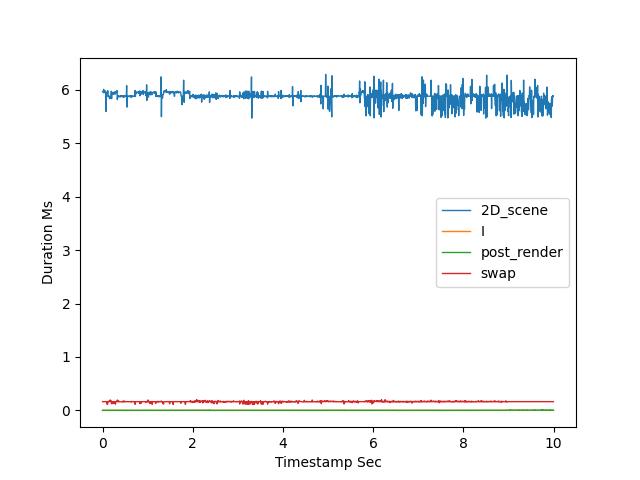 6
5
4
3
2
1
0
Duration Ms
2D_scene
I
post_render
swap
0 2 4 6 8 10
Timestamp Sec